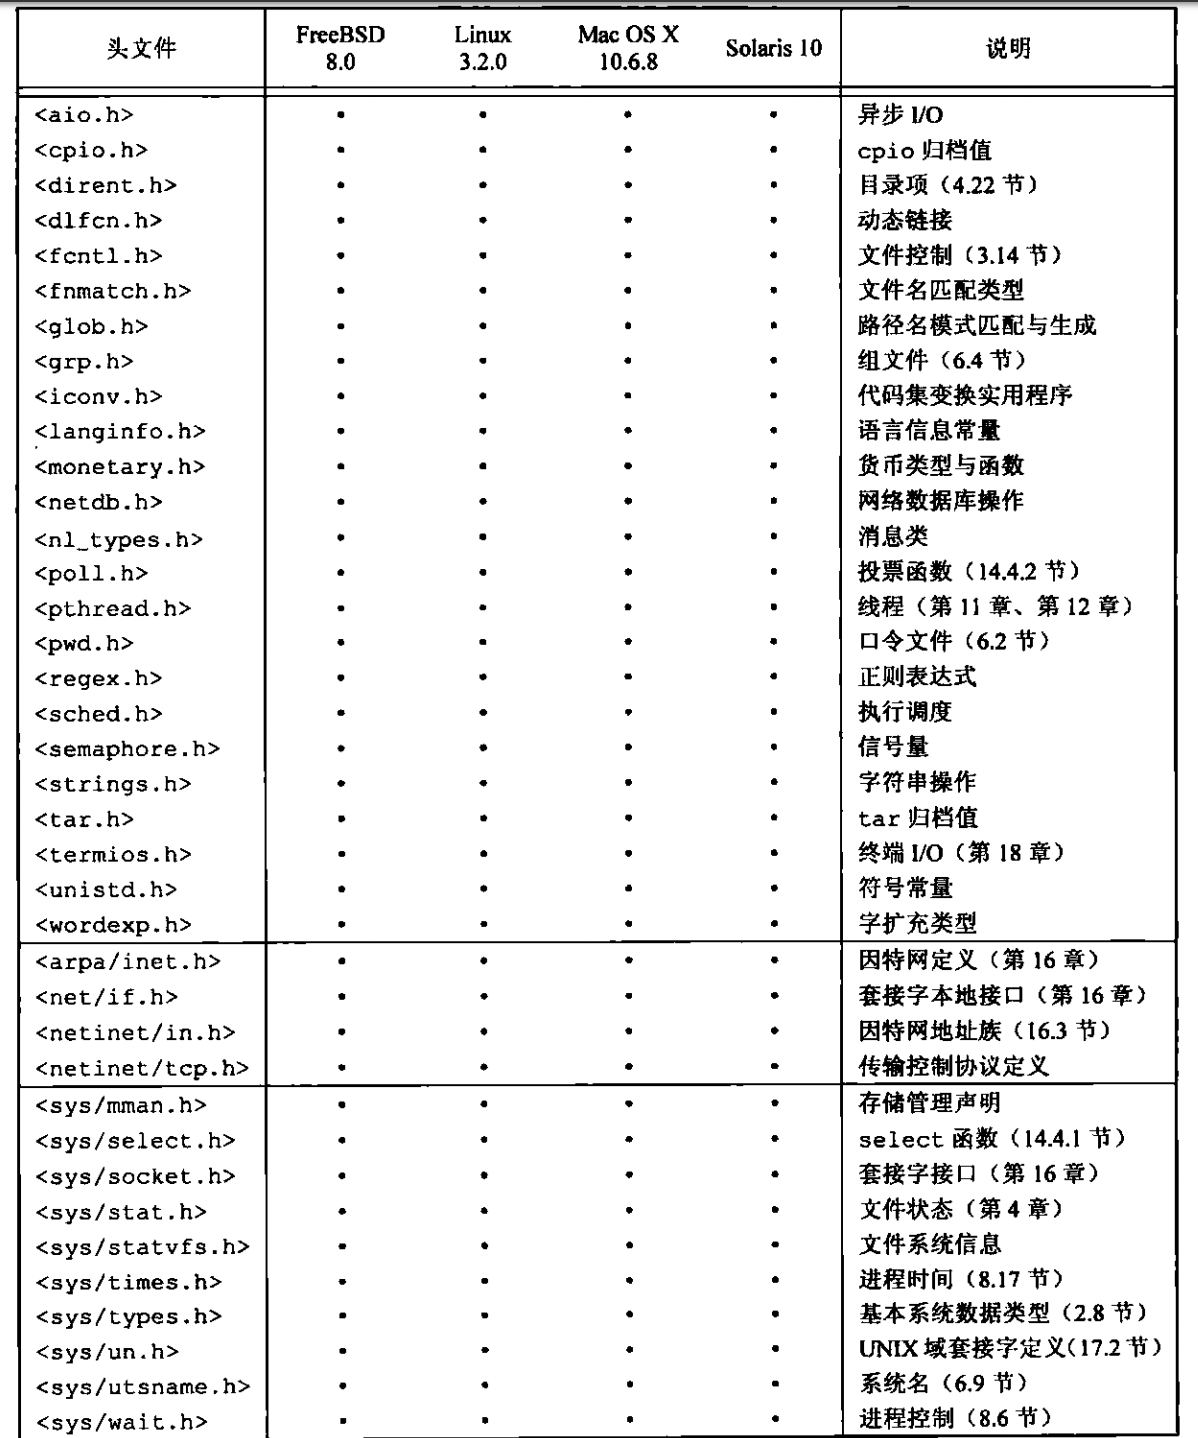 头文件 FreeBSD 8.0 Linux 3.2.0 Mac OS X 10.6.8 Solaris 10 说明
<aio.h> • • • • 异步 I/O
<cpio.h> • • • • cpio 归档值
<dirent.h> • • • • 目录项（4.22 节）
<dlfcn.h> • • • • 动态链接
<fcntl.h> • • • • 文件控制（3.14 节）
<fnmatch.h> • • • • 文件名匹配类型
<glob.h> • • • • 路径名模式匹配与生成
<grp.h> • • • • 组文件（6.4 节）
<iconv.h> • • • • 代码集变换实用程序
<langinfo.h> • • • • 语言信息常量
<monetary.h> • • • • 货币类型与函数
<netdb.h> • • • • 网络数据库操作
<nl_types.h> • • • • 消息类
<poll.h> • • • • 投票函数（14.4.2 节）
<pthread.h> • • • • 线程（第 11 章、第 12 章）
<pwd.h> • • • • 口令文件（6.2 节）
<regex.h> • • • • 正则表达式
<sched.h> • • • • 执行调度
<semaphore.h> • • • • 信号量
<strings.h> • • • • 字符串操作
<tar.h> • • • • tar 归档值
<termios.h> • • • • 终端 I/O（第 18 章）
<unistd.h> • • • • 符号常量
<wordexp.h> • • • • 字扩充类型
<arpa/inet.h> • • • • 因特网定义（第 16 章）
<net/if.h> • • • • 套接字本地接口（第 16 章）
<netinet/in.h> • • • • 因特网地址族（16.3 节）
<netinet/tcp.h> • • • • 传输控制协议定义
<sys/mman.h> • • • • 存储管理声明
<sys/select.h> • • • • select 函数（14.4.1 节）
<sys/socket.h> • • • • 套接字接口（第 16 章）
<sys/stat.h> • • • • 文件状态（第 4 章）
<sys/statvfs.h> • • • • 文件系统信息
<sys/times.h> • • • • 进程时间（8.17 节）
<sys/types.h> • • • • 基本系统数据类型（2.8 节）
<sys/un.h> • • • • UNIX 域套接字定义（17.2 节）
<sys/utsname.h> • • • • 系统名（6.9 节）
<sys/wait.h> • • • • 进程控制（8.6 节）